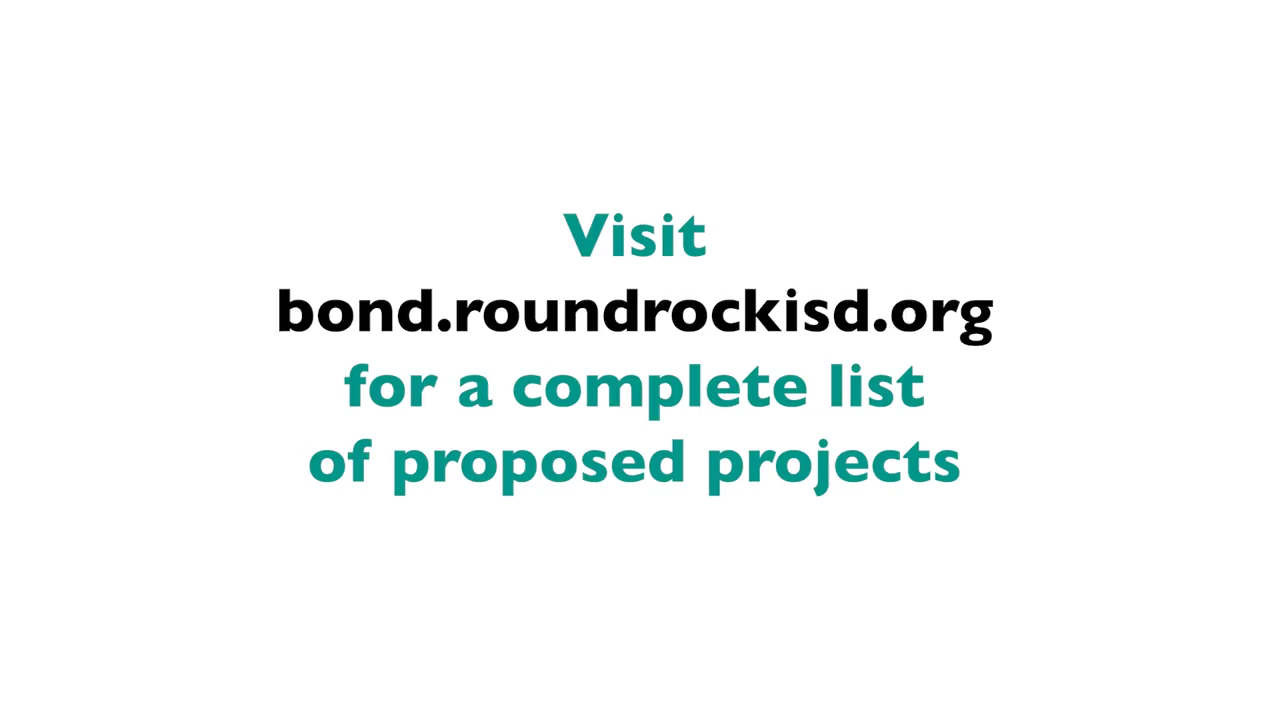 Visit
bond.roundrockisd.org
for a complete list
of proposed projects